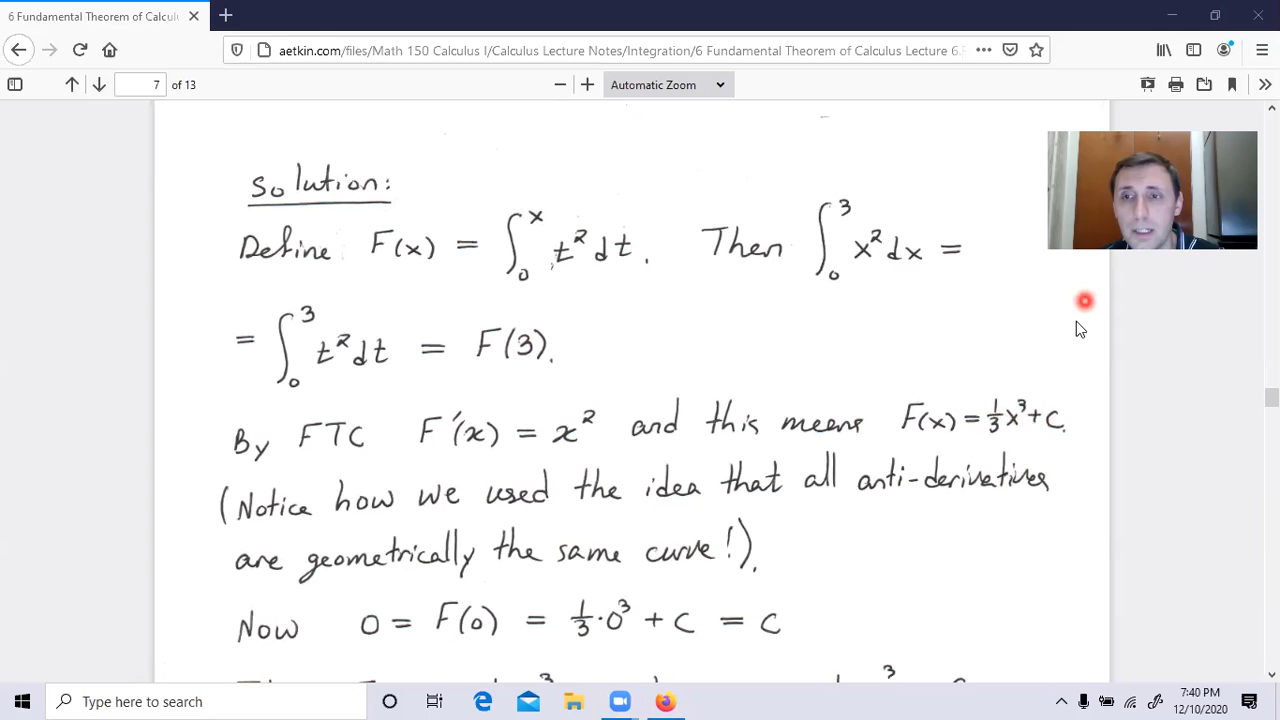 6 Fundamental Theorem of Calculu
aetkin.com/files/Math 150 Calculus I/Calculus Lecture Notes/Integration/6 Fundamental Theorem of Calculus Lecture 6.
7 of 13
Automatic Zoom
Solution:
Define F(x) = ∫₀ˣ t² dt. Then ∫₀³ x² dx =
= ∫₀³ t² dt = F(3).
By FTC F'(x) = x² and this means F(x) = 1/3 x³ + C.
(Notice how we used the idea that all anti-derivatives
are geometrically the same curve!).
Now 0 = F(0) = 1/3 · 0³ + C = C
Type here to search
7:40 PM
12/10/2020